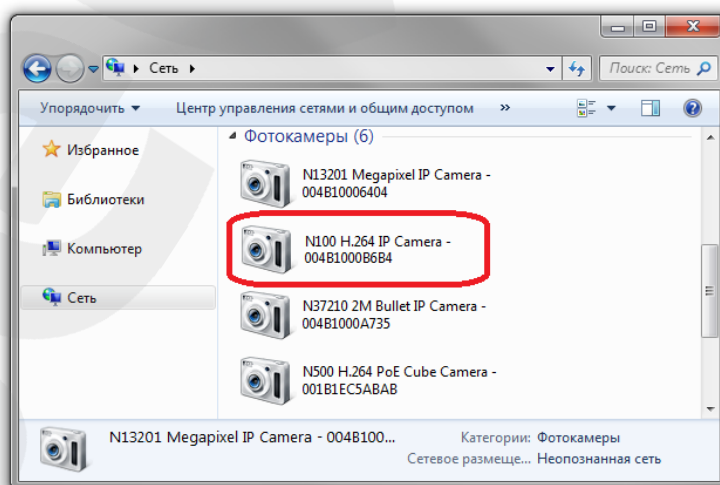 Сеть
Поиск: Сеть
Упорядочить
Центр управления сетями и общим доступом
»
Избранное
Библиотеки
Компьютер
Сеть
Фотокамеры (6)
N13201 Megapixel IP Camera -
004B10006404
N100 H.264 IP Camera -
004B1000B6B4
N37210 2M Bullet IP Camera -
004B1000A735
N500 H.264 PoE Cube Camera -
001B1EC5ABAB
N13201 Megapixel IP Camera - 004B100...
Категории: Фотокамеры
Сетевое размеще... Неопознанная сеть